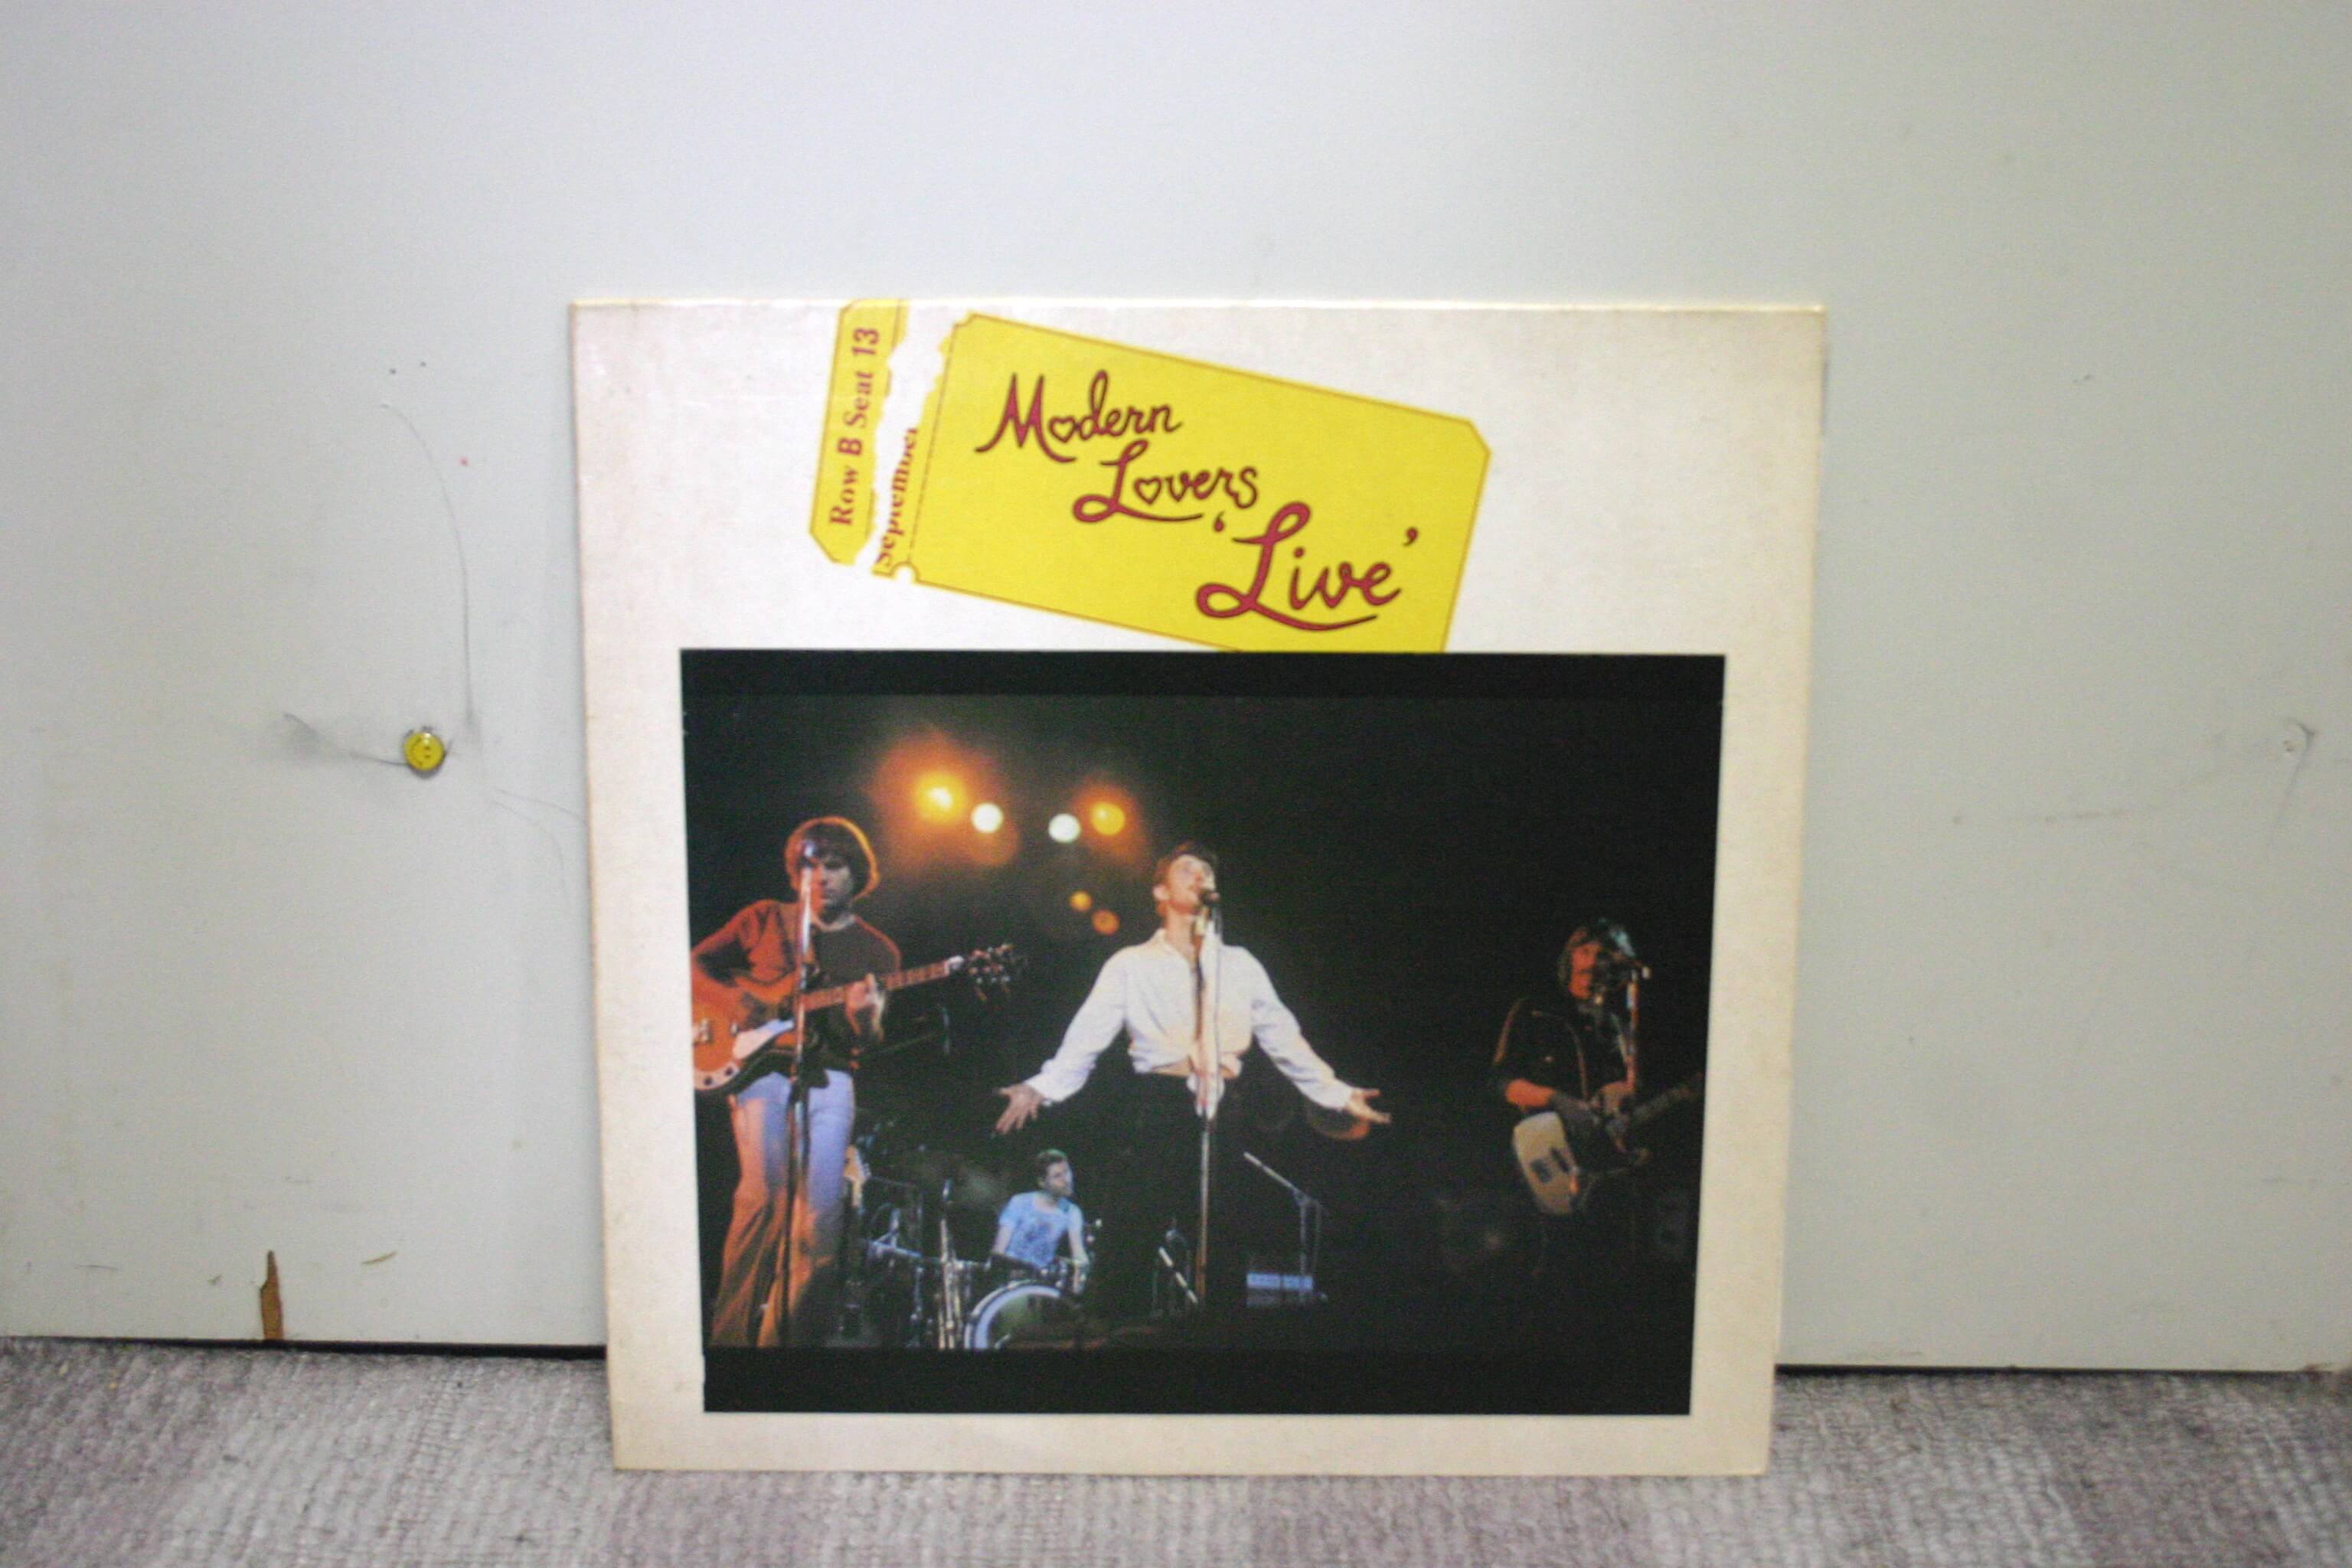 Row B Seat 13
September
Modern
Lovers
‘Live’